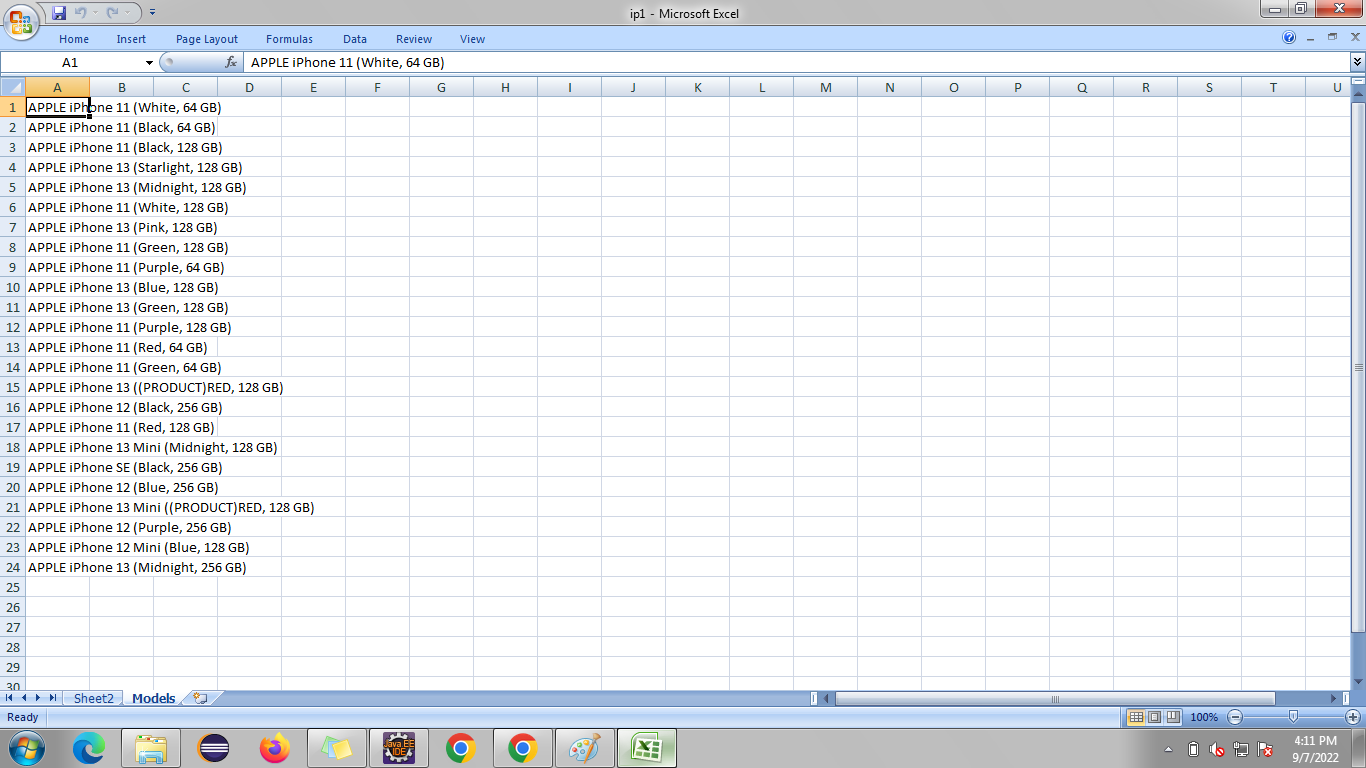 ip1 - Microsoft Excel
Home Insert Page Layout Formulas Data Review View
A1 fx APPLE iPhone 11 (White, 64 GB)
A B C D E F G H I J K L M N O P Q R S T U
1 APPLE iPhone 11 (White, 64 GB)
2 APPLE iPhone 11 (Black, 64 GB)
3 APPLE iPhone 11 (Black, 128 GB)
4 APPLE iPhone 13 (Starlight, 128 GB)
5 APPLE iPhone 13 (Midnight, 128 GB)
6 APPLE iPhone 11 (White, 128 GB)
7 APPLE iPhone 13 (Pink, 128 GB)
8 APPLE iPhone 11 (Green, 128 GB)
9 APPLE iPhone 11 (Purple, 64 GB)
10 APPLE iPhone 13 (Blue, 128 GB)
11 APPLE iPhone 13 (Green, 128 GB)
12 APPLE iPhone 11 (Purple, 128 GB)
13 APPLE iPhone 11 (Red, 64 GB)
14 APPLE iPhone 11 (Green, 64 GB)
15 APPLE iPhone 13 ((PRODUCT)RED, 128 GB)
16 APPLE iPhone 12 (Black, 256 GB)
17 APPLE iPhone 11 (Red, 128 GB)
18 APPLE iPhone 13 Mini (Midnight, 128 GB)
19 APPLE iPhone SE (Black, 256 GB)
20 APPLE iPhone 12 (Blue, 256 GB)
21 APPLE iPhone 13 Mini ((PRODUCT)RED, 128 GB)
22 APPLE iPhone 12 (Purple, 256 GB)
23 APPLE iPhone 12 Mini (Blue, 128 GB)
24 APPLE iPhone 13 (Midnight, 256 GB)
25
26
27
28
29
30
Sheet2 Models
Ready 100%
Java EE
IDE
4:11 PM
9/7/2022